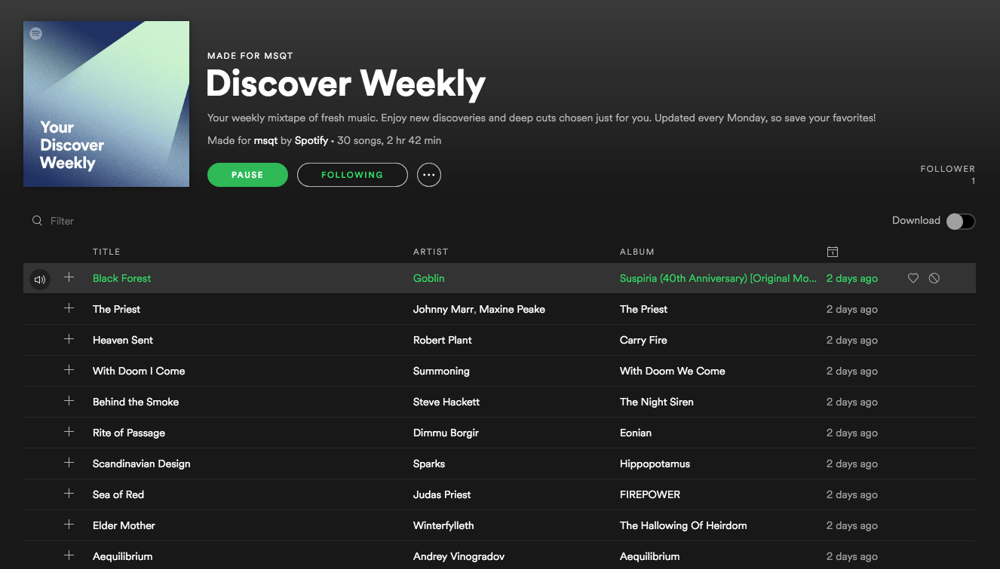 MADE FOR MSQT
Discover Weekly
Your weekly mixtape of fresh music. Enjoy new discoveries and deep cuts chosen just for you. Updated every Monday, so save your favorites!
Made for msqt by Spotify • 30 songs, 2 hr 42 min
PAUSE FOLLOWING
FOLLOWER
1
Your
Discover
Weekly
Filter Download
TITLE ARTIST ALBUM 1
Black Forest Goblin Suspiria (40th Anniversary) [Original Mo... 2 days ago
The Priest Johnny Marr, Maxine Peake The Priest 2 days ago
Heaven Sent Robert Plant Carry Fire 2 days ago
With Doom I Come Summoning With Doom We Come 2 days ago
Behind the Smoke Steve Hackett The Night Siren 2 days ago
Rite of Passage Dimmu Borgir Eonian 2 days ago
Scandinavian Design Sparks Hippopotamus 2 days ago
Sea of Red Judas Priest FIREPOWER 2 days ago
Elder Mother Winterfylleth The Hallowing Of Heirdom 2 days ago
Aequilibrium Andrey Vinogradov Aequilibrium 2 days ago